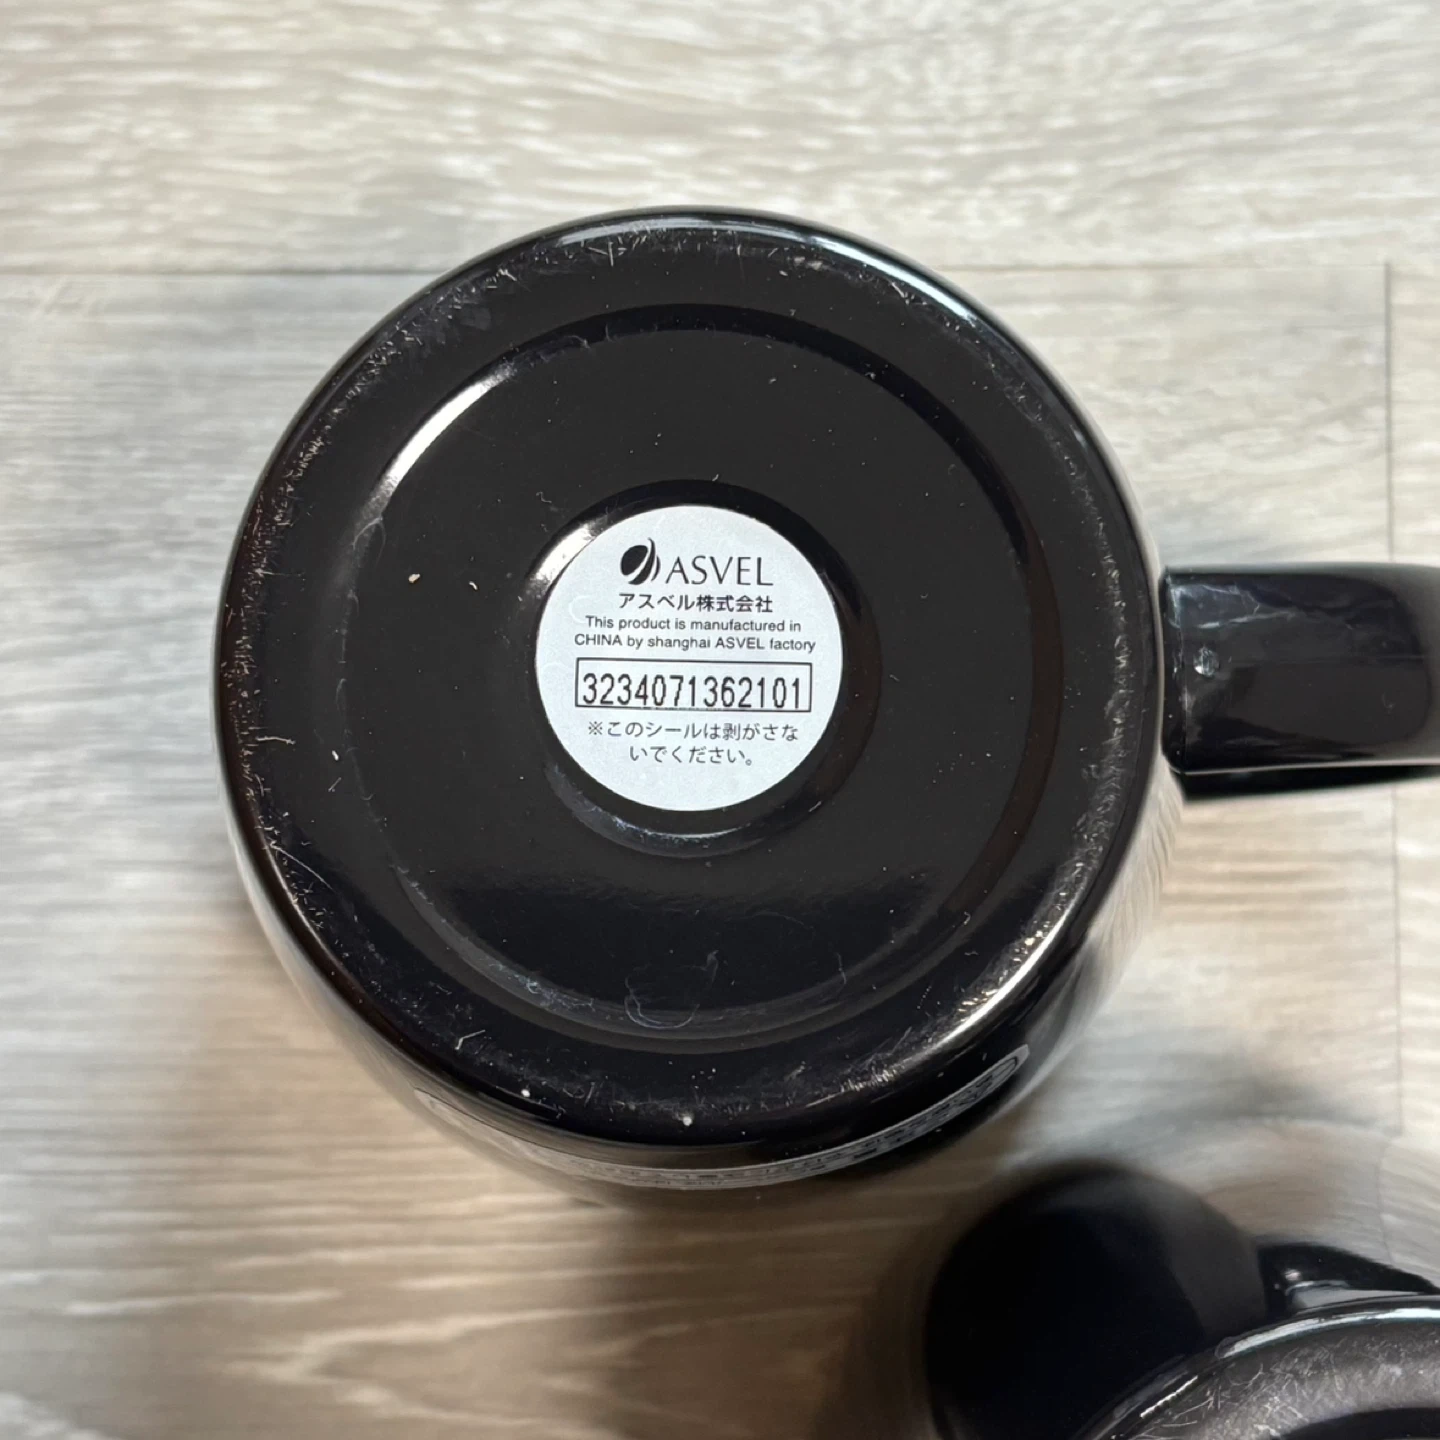 ASVEL
アスベル株式会社
This product is manufactured in
CHINA by shanghai ASVEL factory
3234071362101
※このシールは剥がさな
いでください。